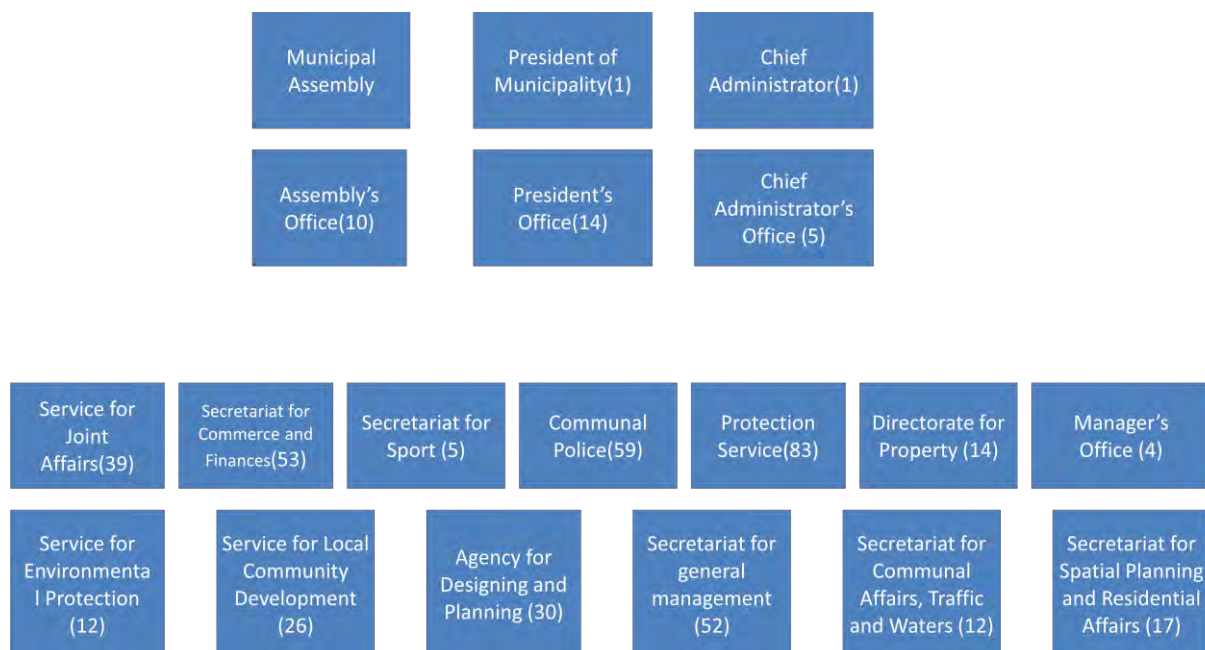 Municipal
Assembly
President of
Municipality(1)
Chief
Administrator(1)
Assembly’s
Office(10)
President’s
Office(14)
Chief
Administrator’s
Office (5)
Service for
Joint
Affairs(39)
Secretariat for
Commerce and
Finances(53)
Secretariat for
Sport (5)
Communal
Police(59)
Protection
Service(83)
Directorate for
Property (14)
Manager’s
Office (4)
Service for
Environmenta
l Protection
(12)
Service for Local
Community
Development
(26)
Agency for
Designing and
Planning (30)
Secretariat for
general
management
(52)
Secretariat for
Communal
Affairs, Traffic
and Waters (12)
Secretariat for
Spatial Planning
and Residential
Affairs (17)